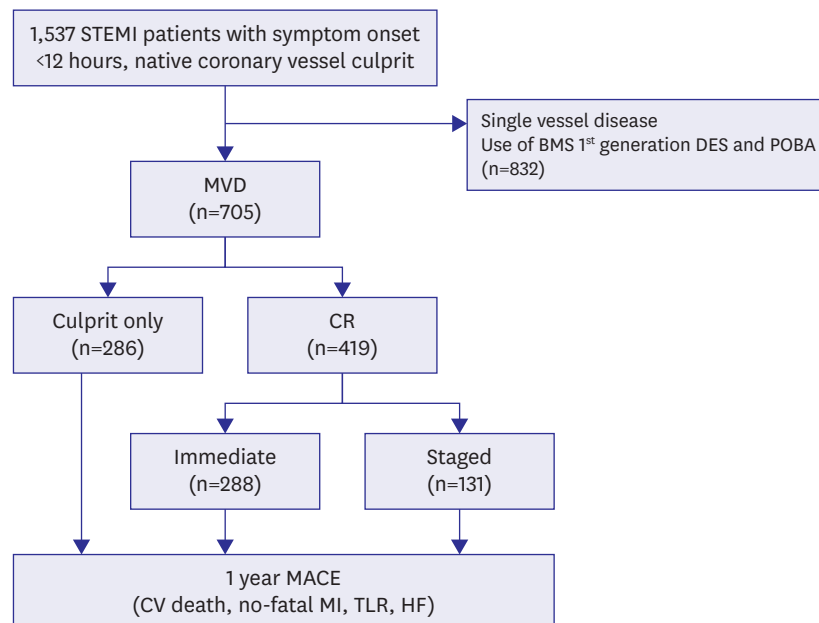 1,537 STEMI patients with symptom onset
<12 hours, native coronary vessel culprit
Single vessel disease
Use of BMS 1st generation DES and POBA
(n=832)
MVD
(n=705)
Culprit only
(n=286)
CR
(n=419)
Immediate
(n=288)
Staged
(n=131)
1 year MACE
(CV death, no-fatal MI, TLR, HF)